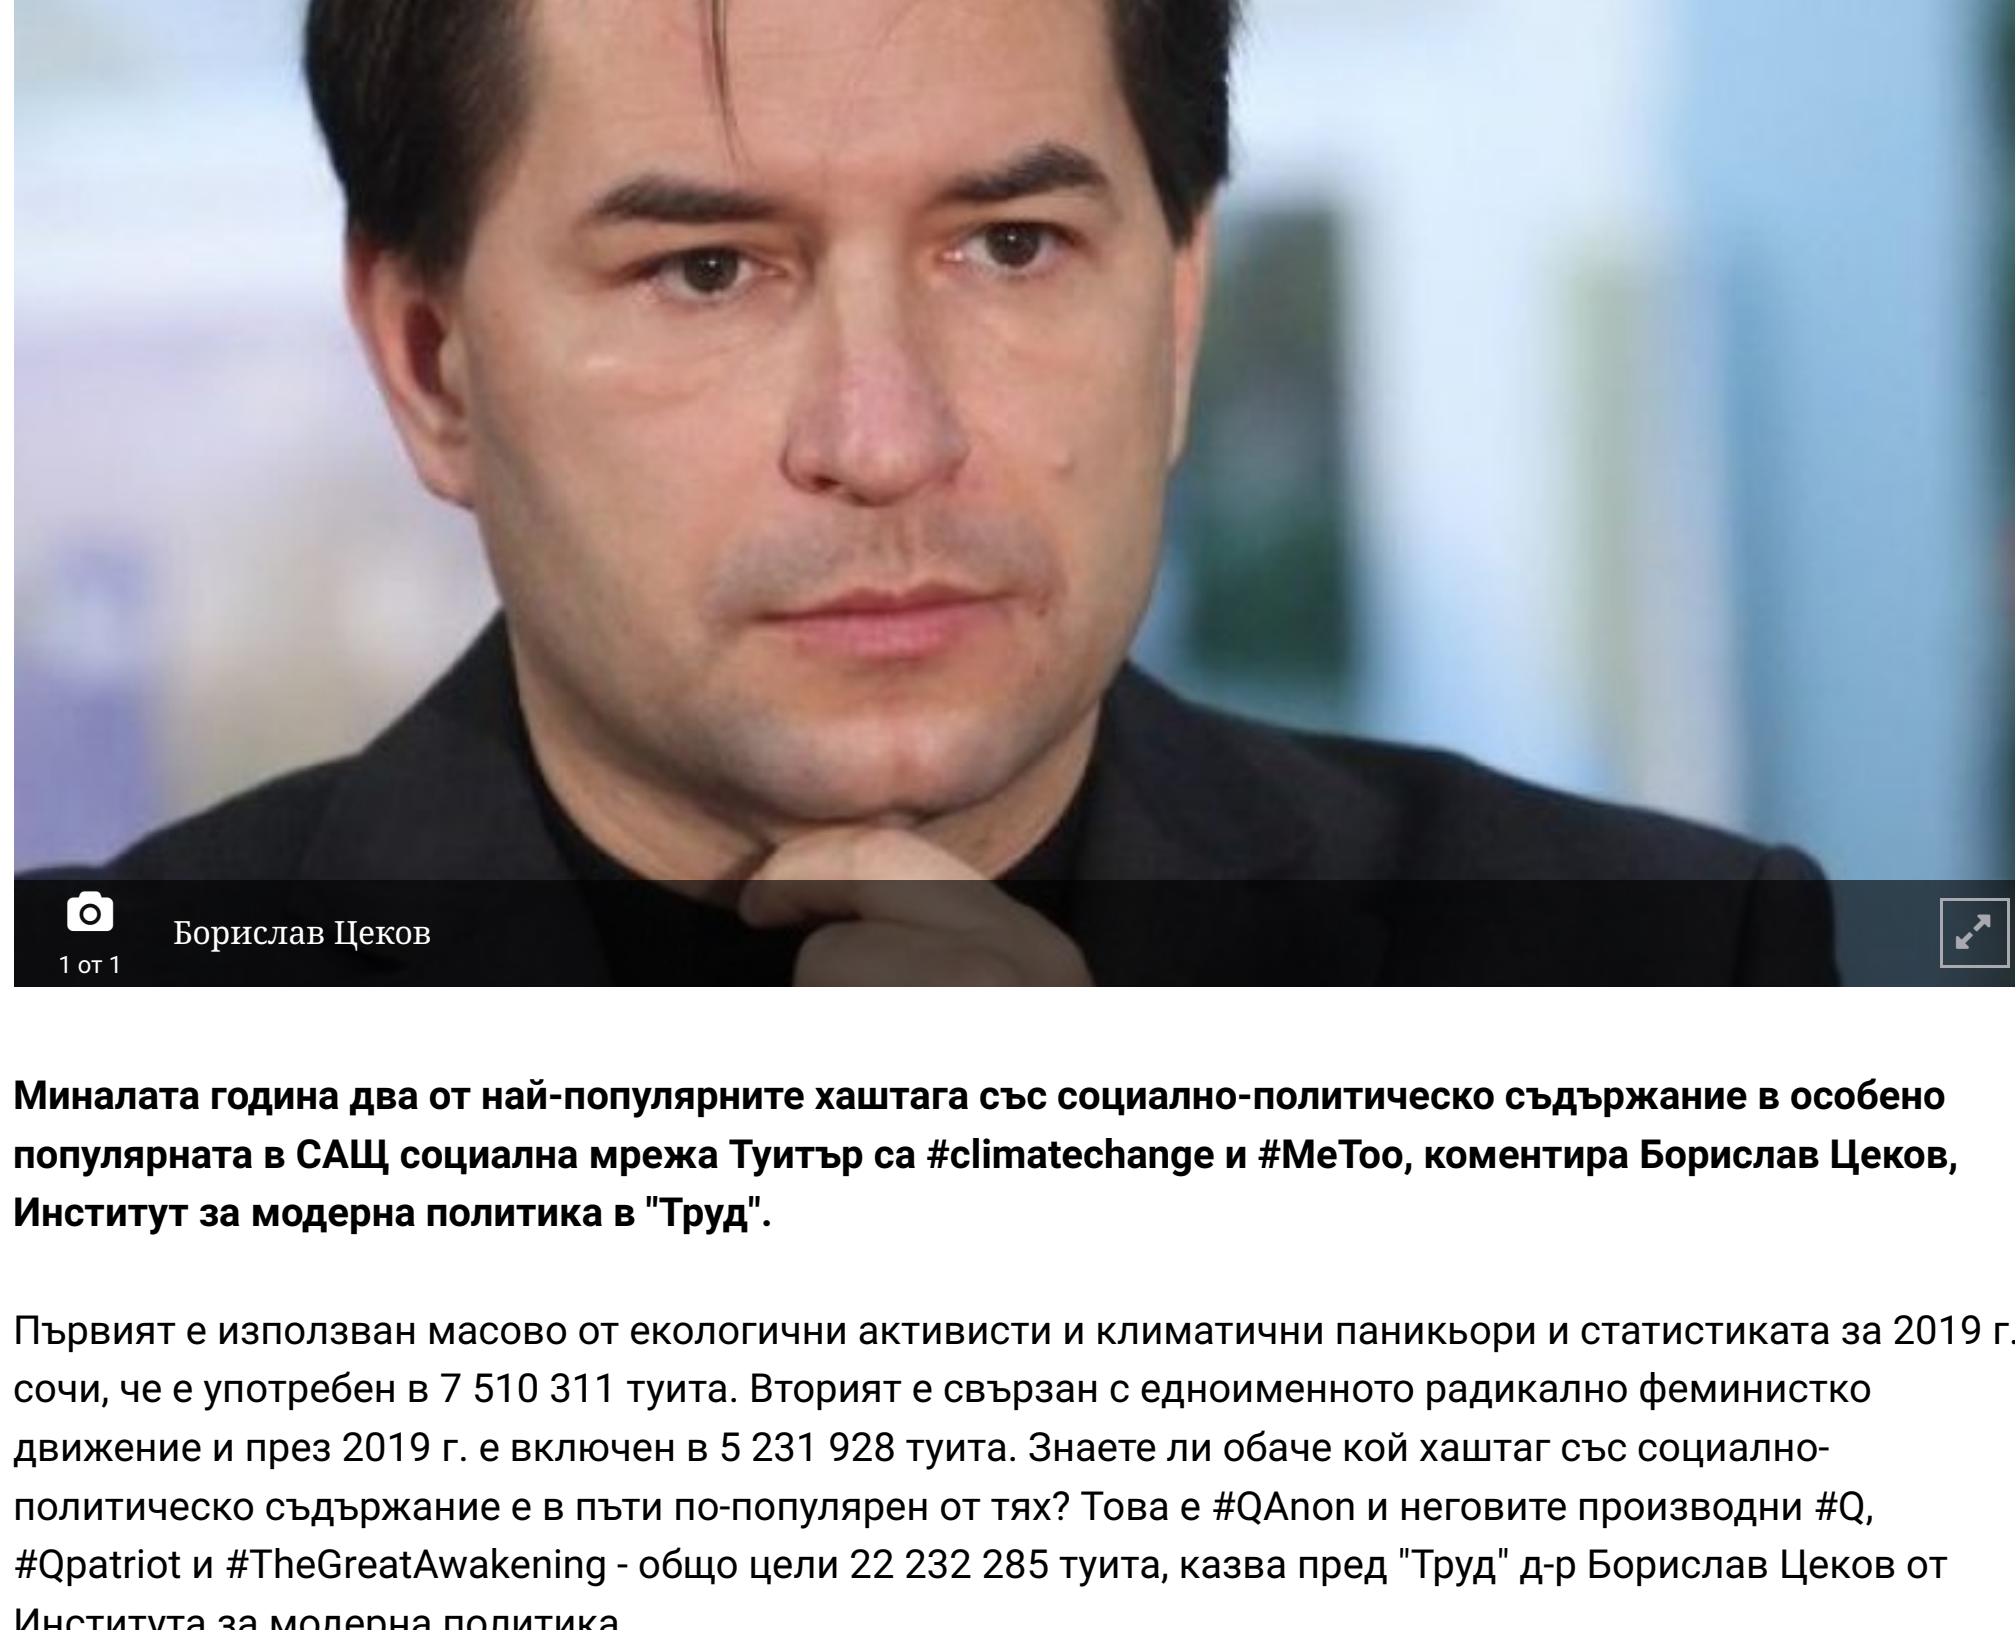 Борислав Цеков
1 от 1
Миналата година два от най-популярните хаштага със социално-политическо съдържание в особено
популярната в САЩ социална мрежа Туитър са #climatechange и #MeToo, коментира Борислав Цеков,
Институт за модерна политика в "Труд".
Първият е използван масово от екологични активисти и климатични паникьори и статистиката за 2019 г.
сочи, че е употребен в 7 510 311 туита. Вторият е свързан с едноименното радикално феминистко
движение и през 2019 г. е включен в 5 231 928 туита. Знаете ли обаче кой хаштаг със социално-
политическо съдържание е в пъти по-популярен от тях? Това е #QAnon и неговите производни #Q,
#Qpatriot и #TheGreatAwakening - общо цели 22 232 285 туита, казва пред "Труд" д-р Борислав Цеков от
Института за модерна политика